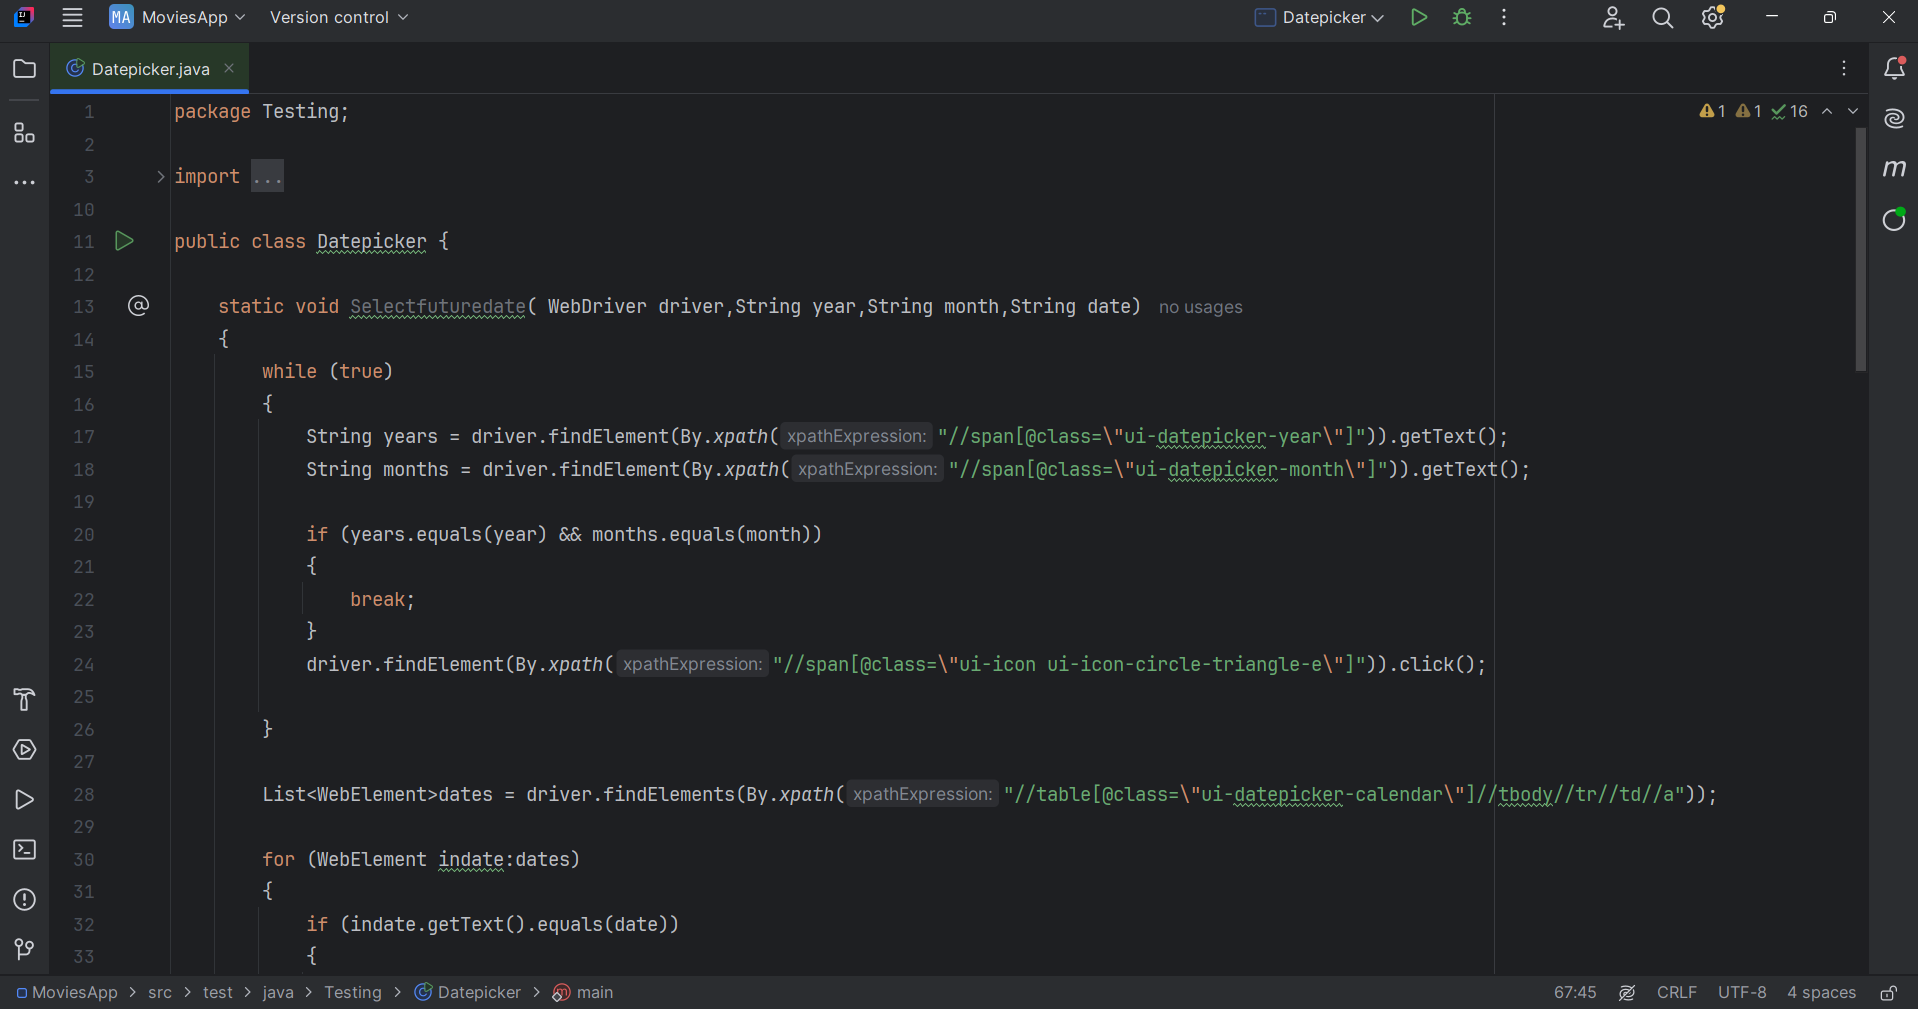 MA MoviesApp Version control Datepicker
Datepicker.java
1 package Testing; 1 1 16
2
3 import ...
10
11 public class Datepicker {
12
13 static void Selectfuturedate( WebDriver driver,String year,String month,String date) no usages
14 {
15 while (true)
16 {
17 String years = driver.findElement(By.xpath( xpathExpression: "//span[@class=\"ui-datepicker-year\"]")).getText();
18 String months = driver.findElement(By.xpath( xpathExpression: "//span[@class=\"ui-datepicker-month\"]")).getText();
19
20 if (years.equals(year) && months.equals(month))
21 {
22 break;
23 }
24 driver.findElement(By.xpath( xpathExpression: "//span[@class=\"ui-icon ui-icon-circle-triangle-e\"]")).click();
25
26 }
27
28 List<WebElement>dates = driver.findElements(By.xpath( xpathExpression: "//table[@class=\"ui-datepicker-calendar\"]//tbody//tr//td//a"));
29
30 for (WebElement indate:dates)
31 {
32 if (indate.getText().equals(date))
33 {
MoviesApp > src > test > java > Testing > Datepicker > main 67:45 CRLF UTF-8 4 spaces